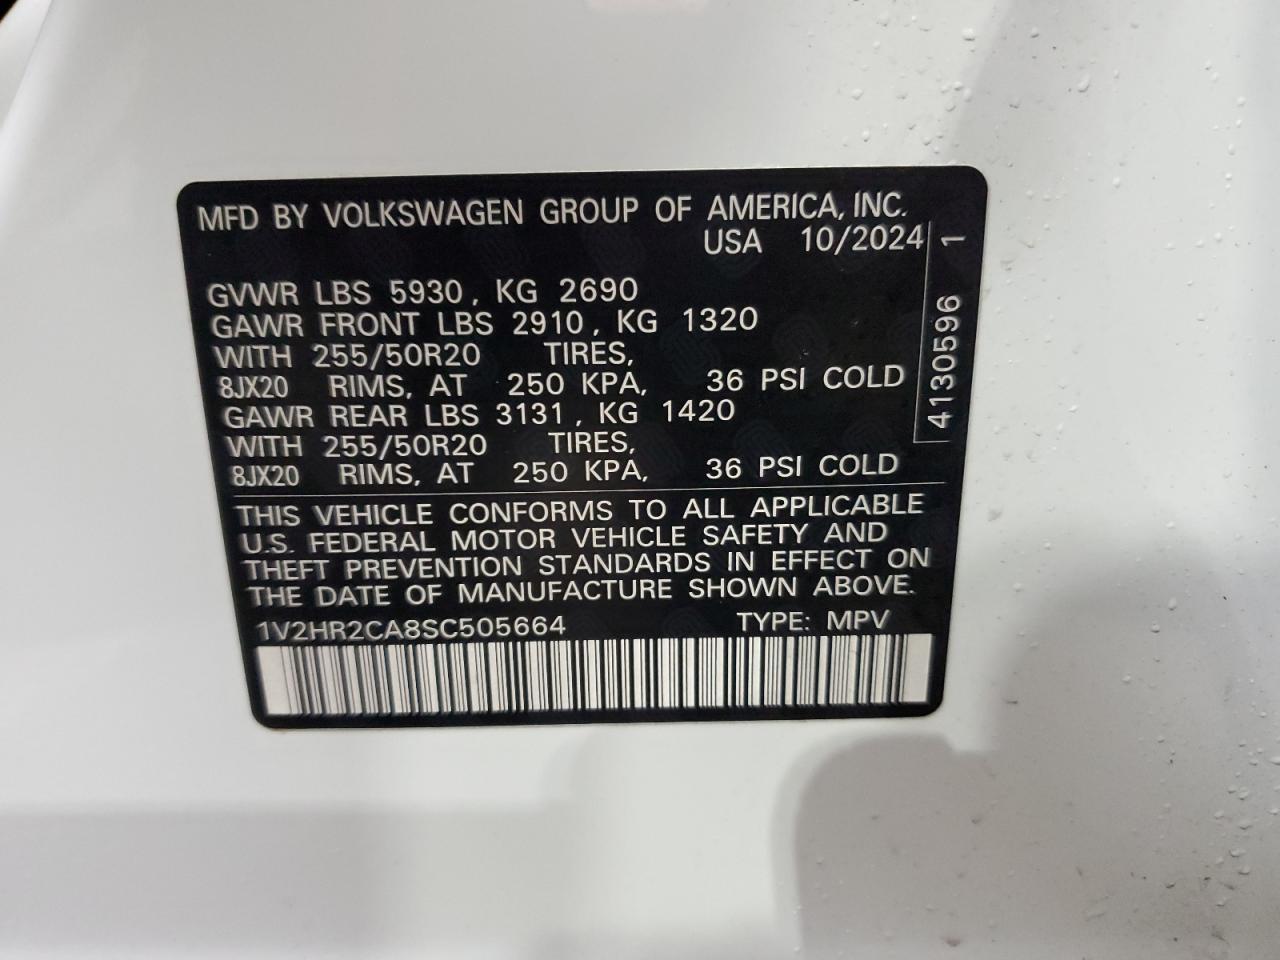 MFD BY VOLKSWAGEN GROUP OF AMERICA, INC.
USA 10/2024
GVWR LBS 5930, KG 2690
GAWR FRONT LBS 2910, KG 1320
WITH 255/50R20 TIRES,
8JX20 RIMS, AT 250 KPA, 36 PSI COLD
GAWR REAR LBS 3131, KG 1420
WITH 255/50R20 TIRES,
8JX20 RIMS, AT 250 KPA, 36 PSI COLD
4130596 1
THIS VEHICLE CONFORMS TO ALL APPLICABLE
U.S. FEDERAL MOTOR VEHICLE SAFETY AND
THEFT PREVENTION STANDARDS IN EFFECT ON
THE DATE OF MANUFACTURE SHOWN ABOVE.
1V2HR2CA8SC505664 TYPE: MPV